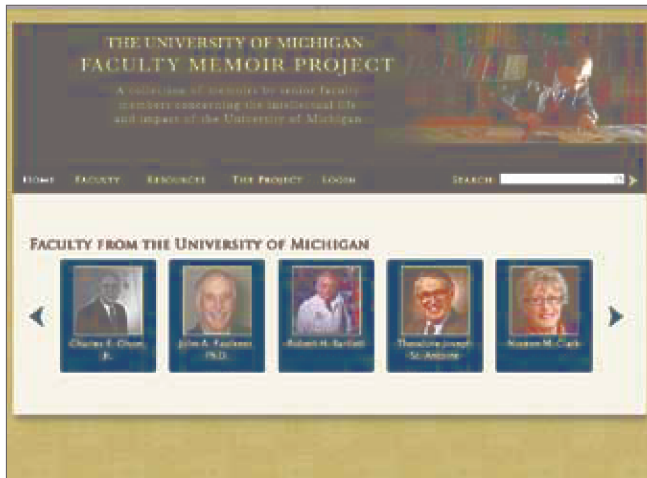 THE UNIVERSITY OF MICHIGAN
FACULTY MEMOIR PROJECT
A collection of memoirs by senior faculty
members concerning the intellectual life
and impact of the University of Michigan
HOME FACULTY RESOURCES THE PROJECT LOGIN SEARCH
FACULTY FROM THE UNIVERSITY OF MICHIGAN
Charles E. Olson, Jr.
John A. Faulkner, Ph.D.
Robert H. Bartlett
Theodore Joseph St. Antoine
M. Clark